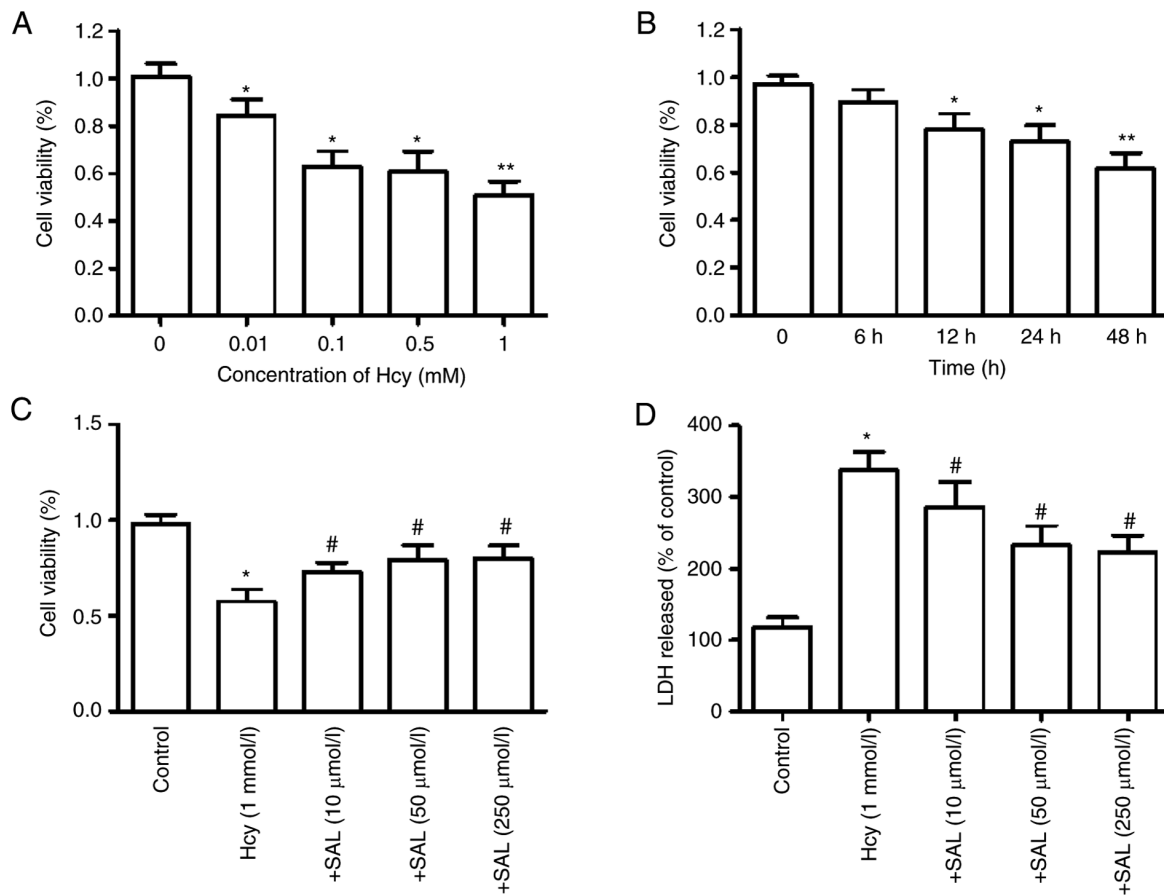 A
Cell viability (%)
1.2
1.0
0.8
0.6
0.4
0.2
0.0
*
*
*
**
0
0.01
0.1
0.5
1
Concentration of Hcy (mM)
B
Cell viability (%)
1.2
1.0
0.8
0.6
0.4
0.2
0.0
*
*
**
0
6 h
12 h
24 h
48 h
Time (h)
C
Cell viability (%)
1.5
1.0
0.5
0.0
*
#
#
#
Control
Hcy (1 mmol/l)
+SAL (10 μmol/l)
+SAL (50 μmol/l)
+SAL (250 μmol/l)
D
LDH released (% of control)
400
300
200
100
0
*
#
#
#
Control
Hcy (1 mmol/l)
+SAL (10 μmol/l)
+SAL (50 μmol/l)
+SAL (250 μmol/l)